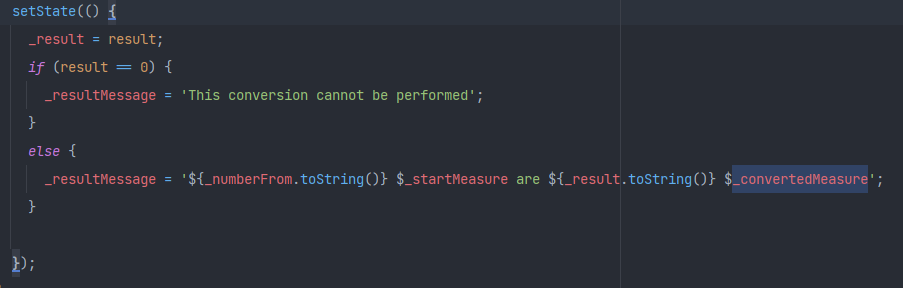 setState(() {
_result = result;
if (result == 0) {
_resultMessage = 'This conversion cannot be performed';
}
else {
_resultMessage = '${_numberFrom.toString()} $_startMeasure are ${_result.toString()} $_convertedMeasure';
}
});